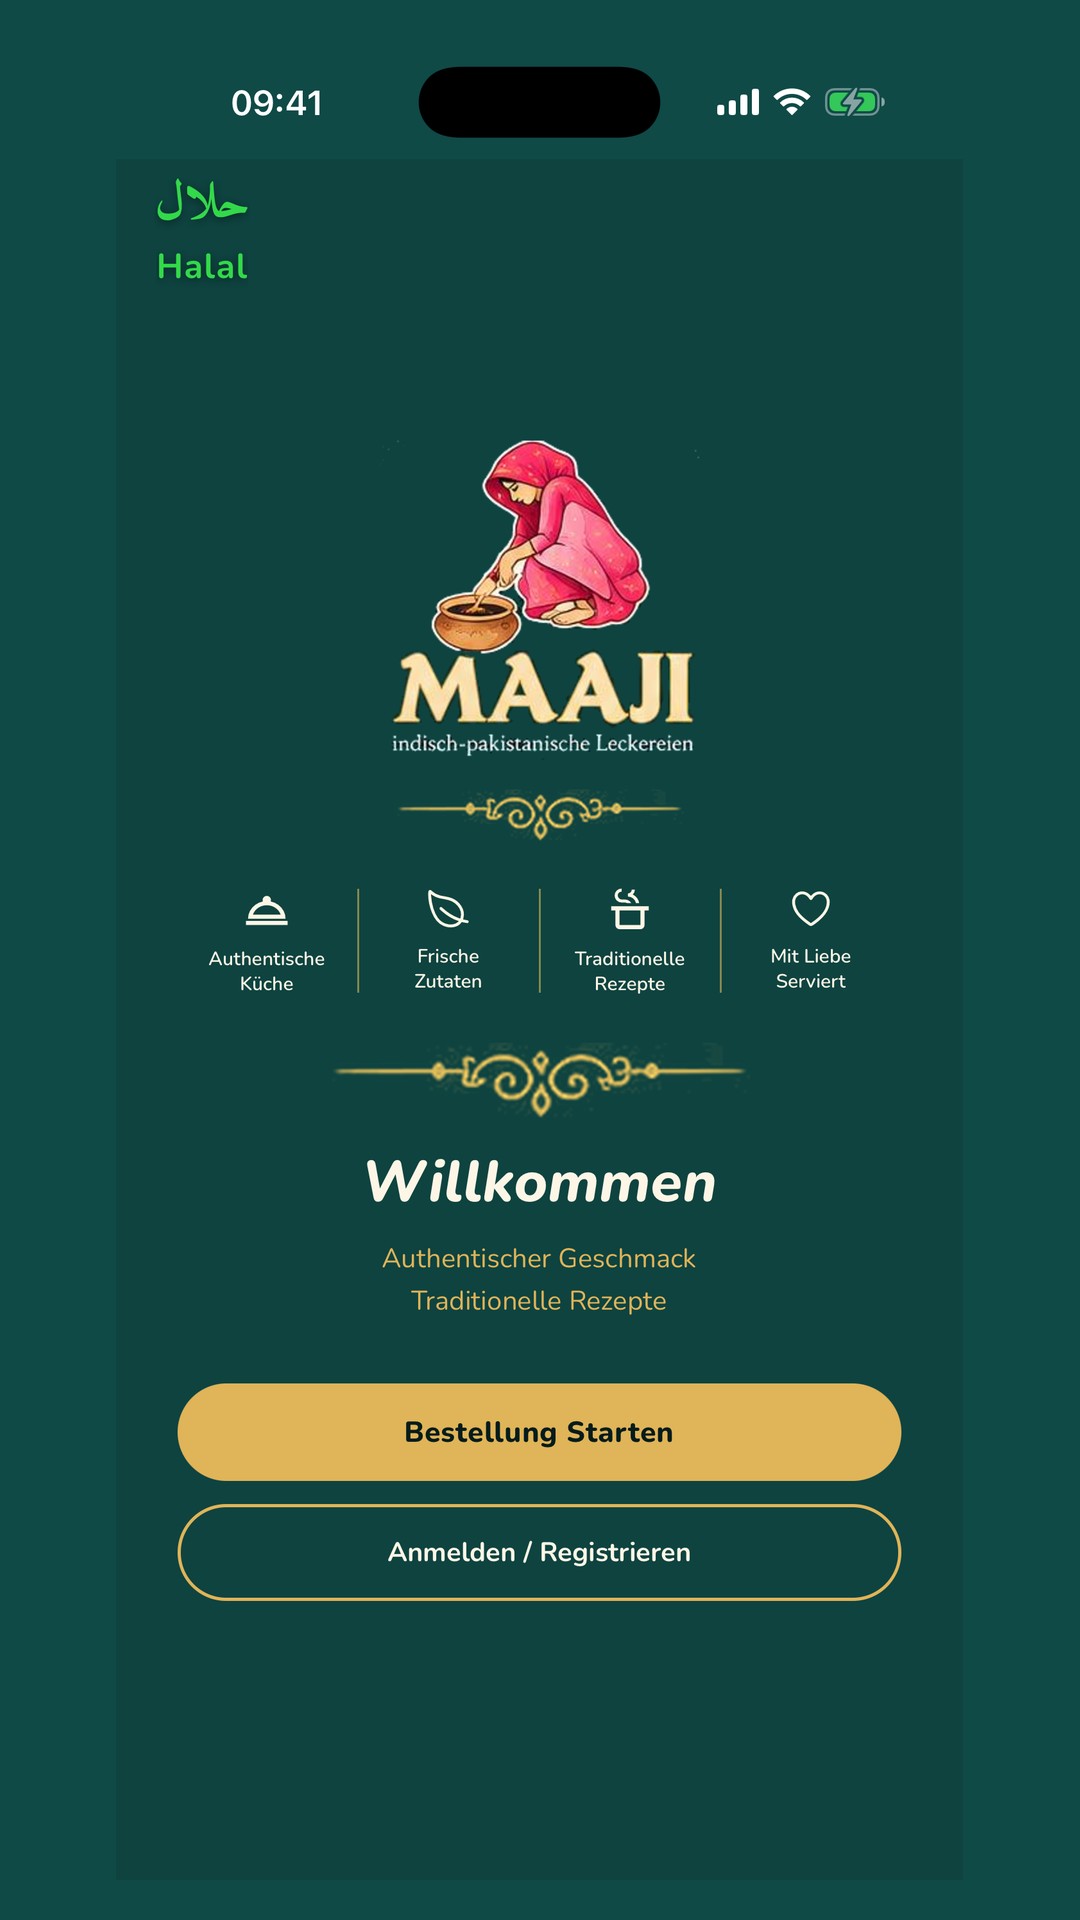 09:41
حلال
Halal
MAAJI
indisch-pakistanische Leckereien
Authentische
Küche
Frische
Zutaten
Traditionelle
Rezepte
Mit Liebe
Serviert
Willkommen
Authentischer Geschmack
Traditionelle Rezepte
Bestellung Starten
Anmelden / Registrieren